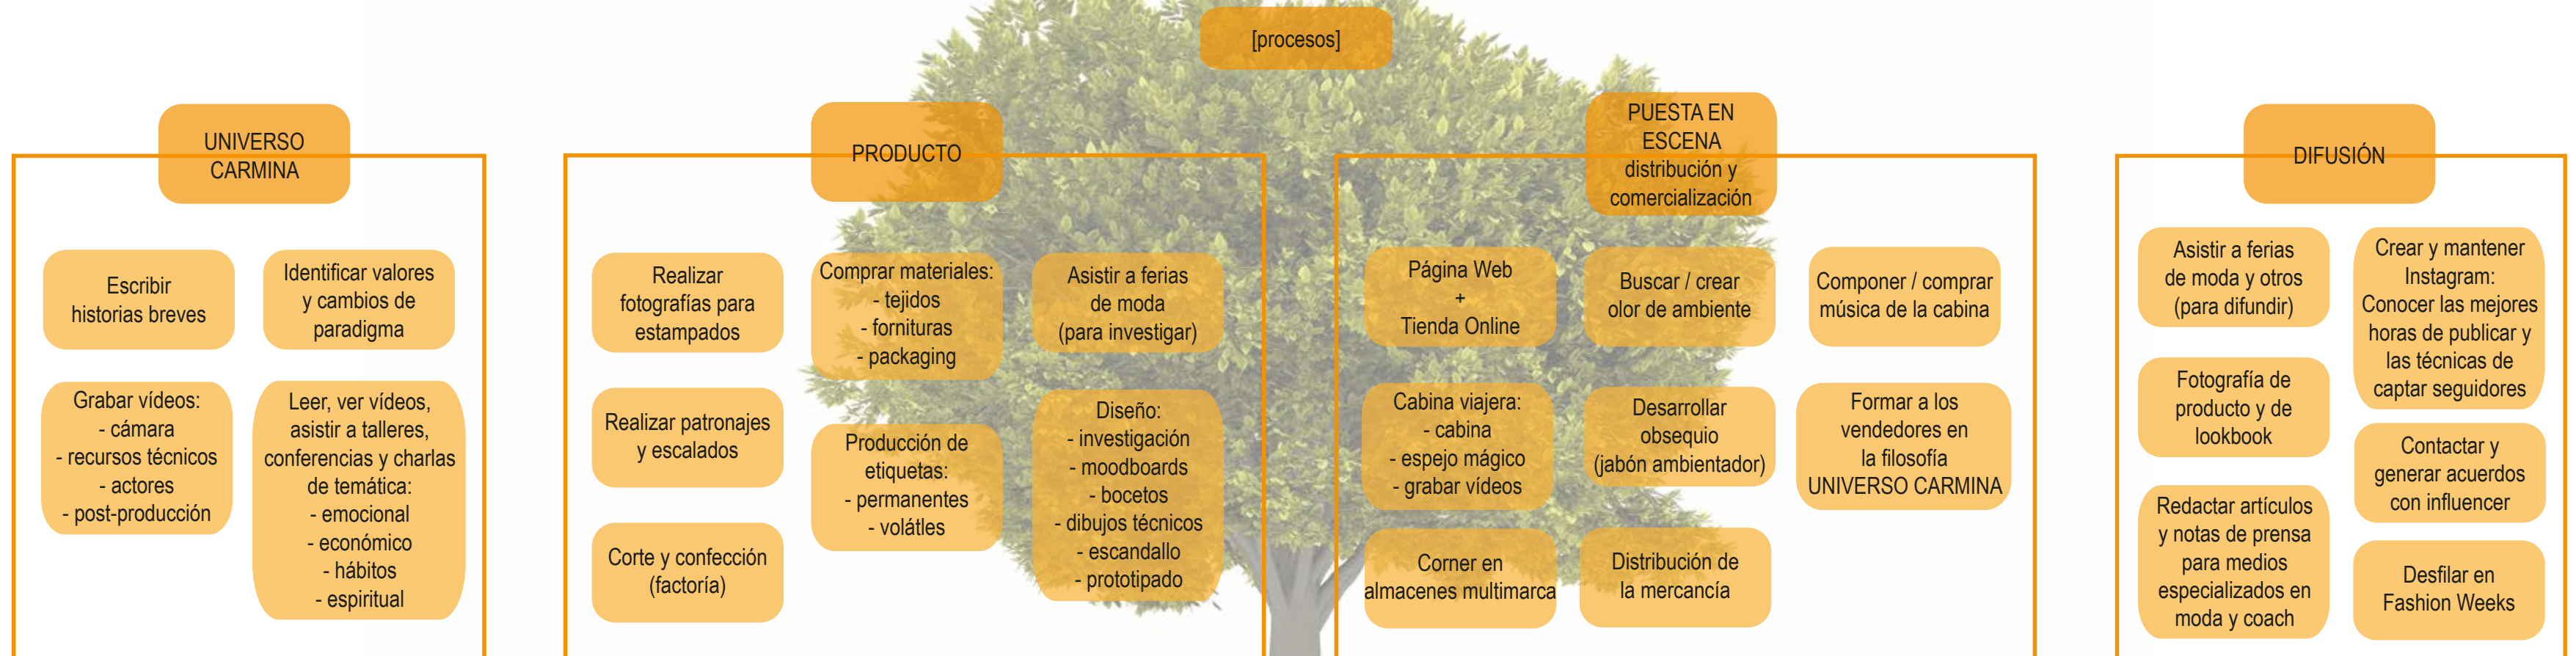 [procesos]
UNIVERSO
CARMINA
Escribir
historias breves
Identificar valores
y cambios de
paradigma
Grabar vídeos:
- cámara
- recursos técnicos
- actores
- post-producción
Leer, ver vídeos,
asistir a talleres,
conferencias y charlas
de temática:
- emocional
- económico
- hábitos
- espiritual
PRODUCTO
Realizar
fotografías para
estampados
Comprar materiales:
- tejidos
- fornituras
- packaging
Asistir a ferias
de moda
(para investigar)
Realizar patronajes
y escalados
Producción de
etiquetas:
- permanentes
- volátles
Diseño:
- investigación
- moodboards
- bocetos
- dibujos técnicos
- escandallo
- prototipado
Corte y confección
(factoría)
PUESTA EN
ESCENA
distribución y
comercialización
Página Web
+
Tienda Online
Buscar / crear
olor de ambiente
Componer / comprar
música de la cabina
Cabina viajera:
- cabina
- espejo mágico
- grabar vídeos
Desarrollar
obsequio
(jabón ambientador)
Formar a los
vendedores en
la filosofía
UNIVERSO CARMINA
Corner en
almacenes multimarca
Distribución de
la mercancía
DIFUSIÓN
Asistir a ferias
de moda y otros
(para difundir)
Crear y mantener
Instagram:
Conocer las mejores
horas de publicar y
las técnicas de
captar seguidores
Fotografía de
producto y de
lookbook
Contactar y
generar acuerdos
con influencer
Redactar artículos
y notas de prensa
para medios
especializados en
moda y coach
Desfilar en
Fashion Weeks